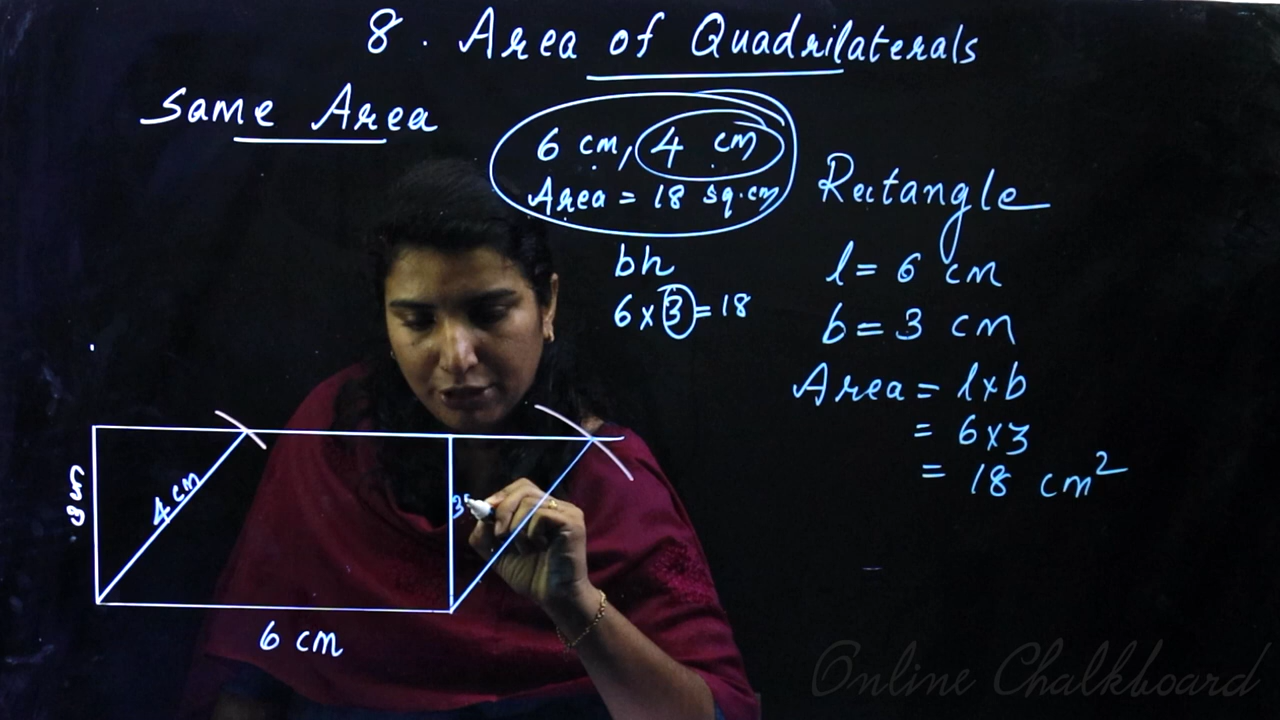 8. Area of Quadrilaterals
Same Area
6 cm, 4 cm
Area = 18 sq.cm
bh
6 x 3 = 18
Rectangle
l = 6 cm
b = 3 cm
Area = l x b
= 6 x 3
= 18 cm²
4 cm
3
6 cm
Online Chalkboard